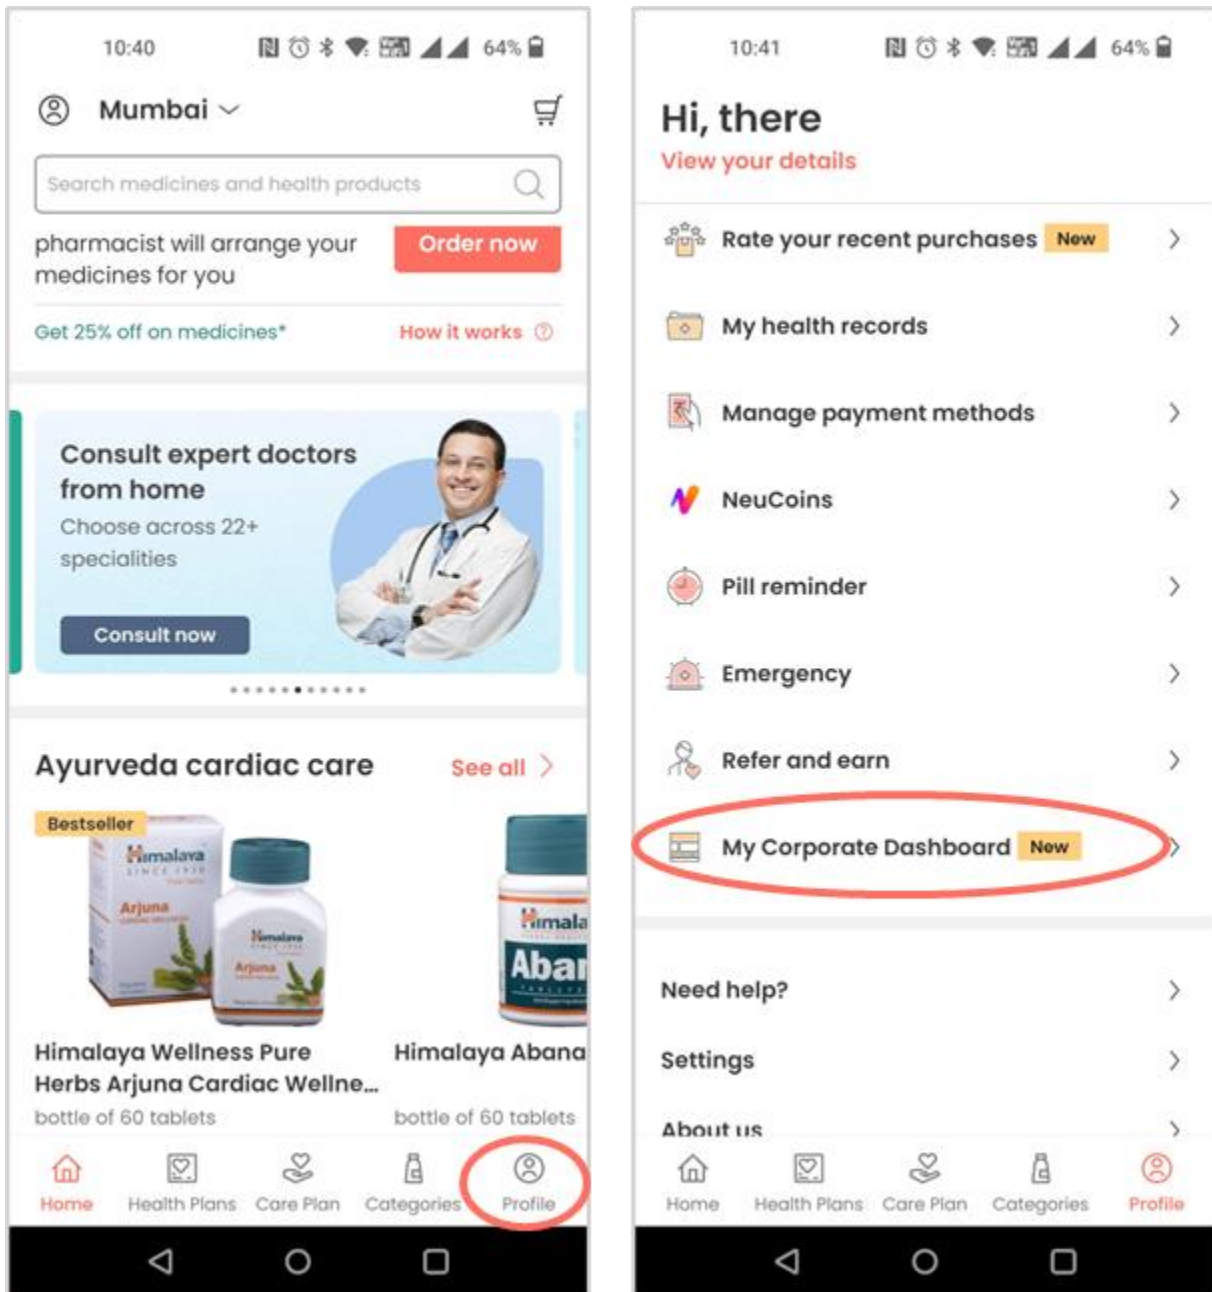 10:40
64%
Mumbai
Search medicines and health products
pharmacist will arrange your
medicines for you
Order now
Get 25% off on medicines*
How it works
Consult expert doctors
from home
Choose across 22+
specialities
Consult now
Ayurveda cardiac care
See all
Bestseller
Himalaya
SINCE 1930
Arjuna
Himalaya
Arjuna
Himala
Aban
TABLETS
Himalaya Wellness Pure
Herbs Arjuna Cardiac Wellne...
bottle of 60 tablets
Himalaya Abana
bottle of 60 tablets
Home
Health Plans
Care Plan
Categories
Profile
10:41
64%
Hi, there
View your details
Rate your recent purchases New
My health records
Manage payment methods
NeuCoins
Pill reminder
Emergency
Refer and earn
My Corporate Dashboard New
Need help?
Settings
About us
Home
Health Plans
Care Plan
Categories
Profile